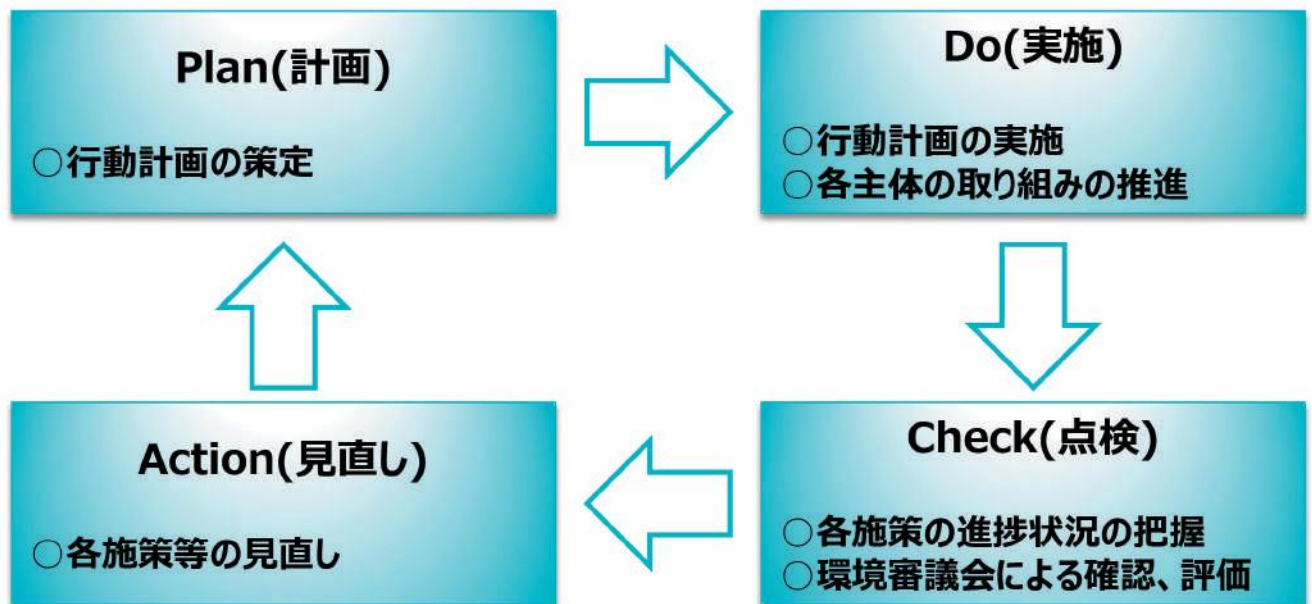 Plan(計画)
○行動計画の策定
Do(実施)
○行動計画の実施
○各主体の取り組みの推進
Check(点検)
○各施策の進捗状況の把握
○環境審議会による確認、評価
Action(見直し)
○各施策等の見直し